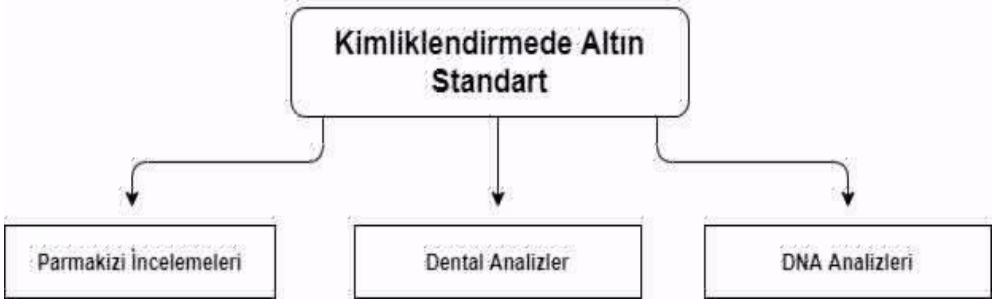 Kimliklendirmede Altın
Standart
Parmakizi İncelemeleri
Dental Analizler
DNA Analizleri